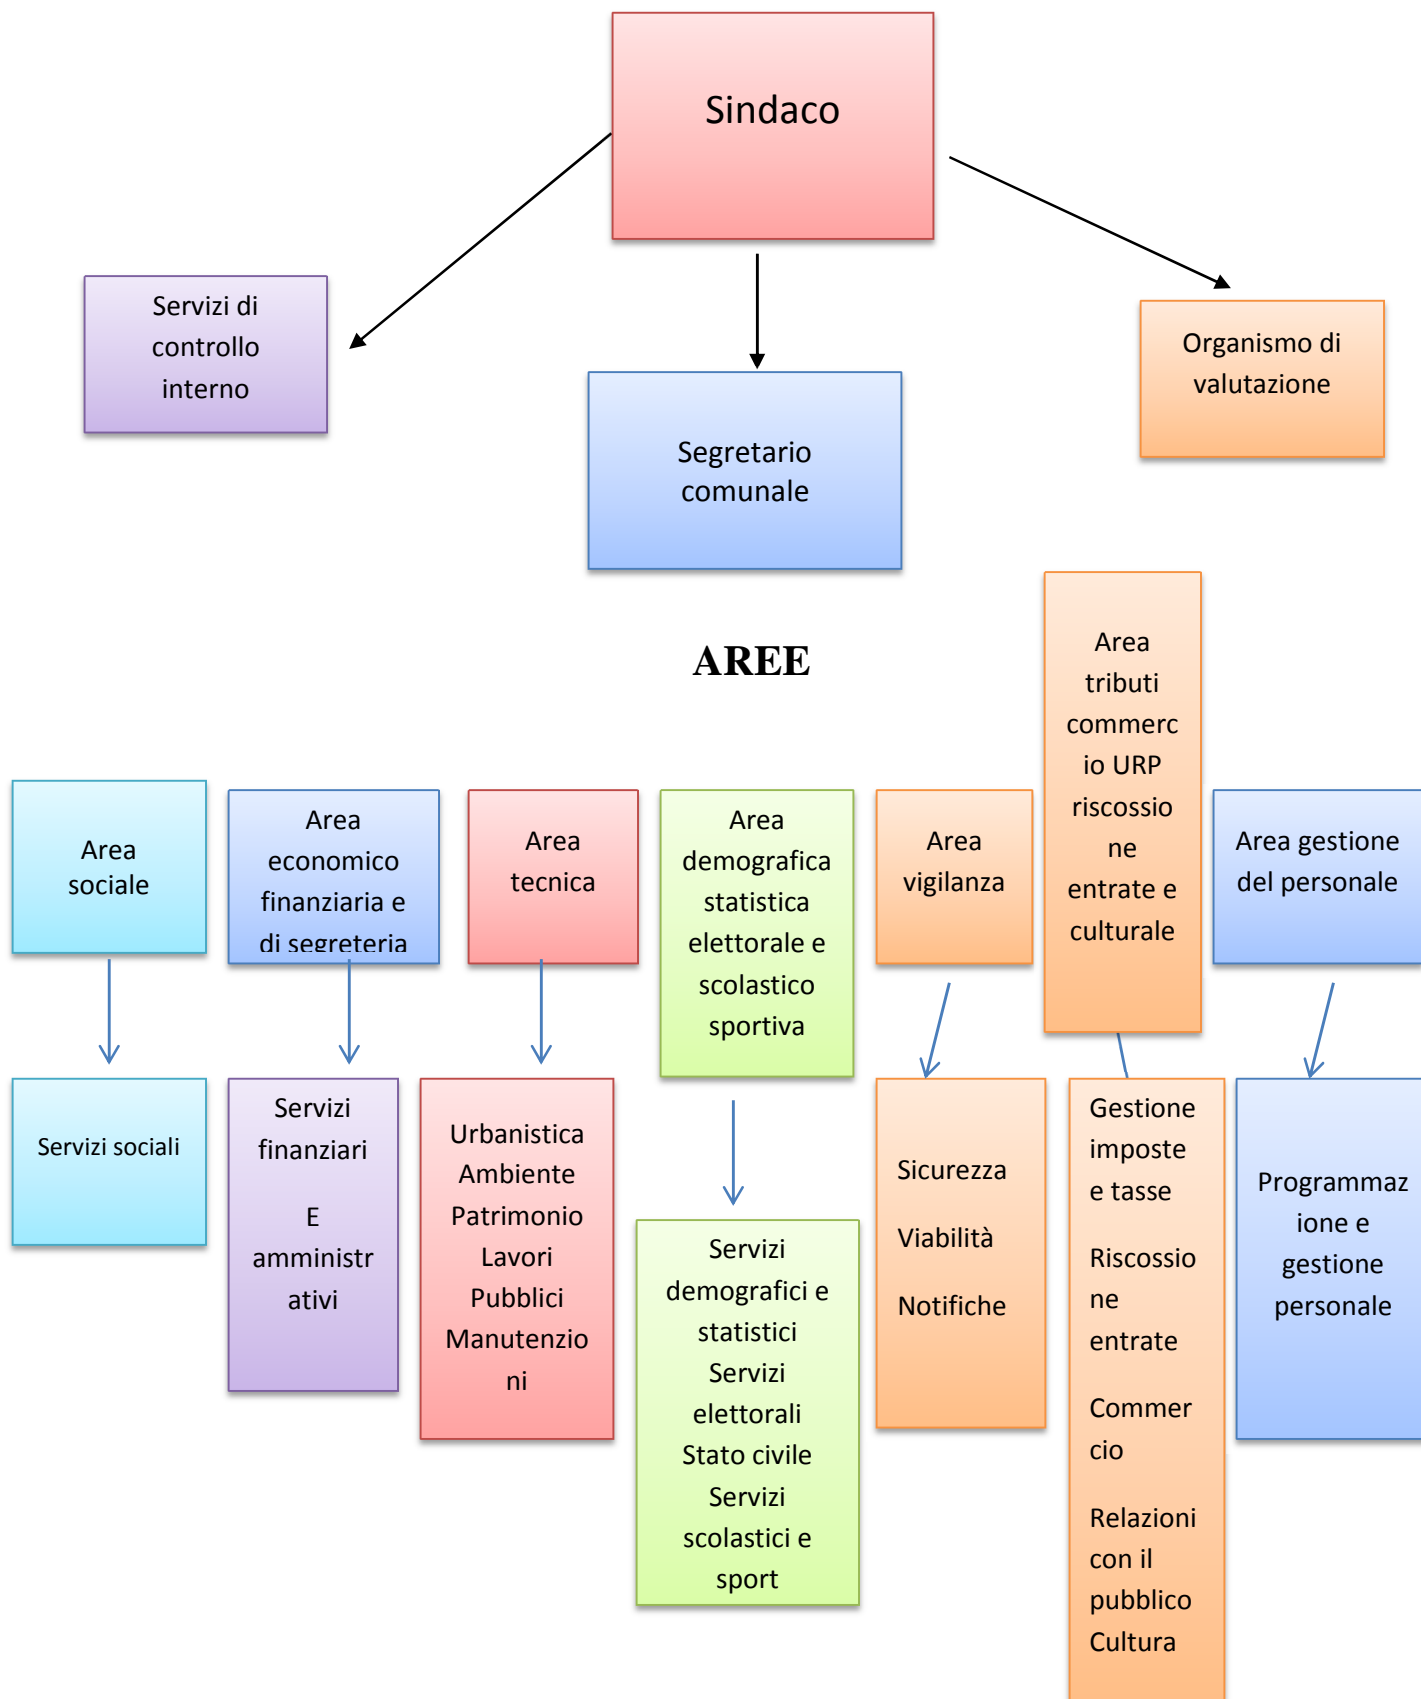 Sindaco
Servizi di
controllo
interno
Organismo di
valutazione
Segretario
comunale
AREE
Area
sociale
Area
economico
finanziaria e
di segreteria
Area
tecnica
Area
demografica
statistica
elettorale e
scolastico
sportiva
Area
vigilanza
Area
tributi
commerc
io URP
riscossio
ne
entrate e
culturale
Area gestione
del personale
Servizi sociali
Servizi
finanziari
E
amministr
ativi
Urbanistica
Ambiente
Patrimonio
Lavori
Pubblici
Manutenzio
ni
Servizi
demografici e
statistici
Servizi
elettorali
Stato civile
Servizi
scolastici e
sport
Sicurezza
Viabilità
Notifiche
Gestione
imposte
e tasse
Riscossio
ne
entrate
Commer
cio
Relazioni
con il
pubblico
Cultura
Programmaz
ione e
gestione
personale